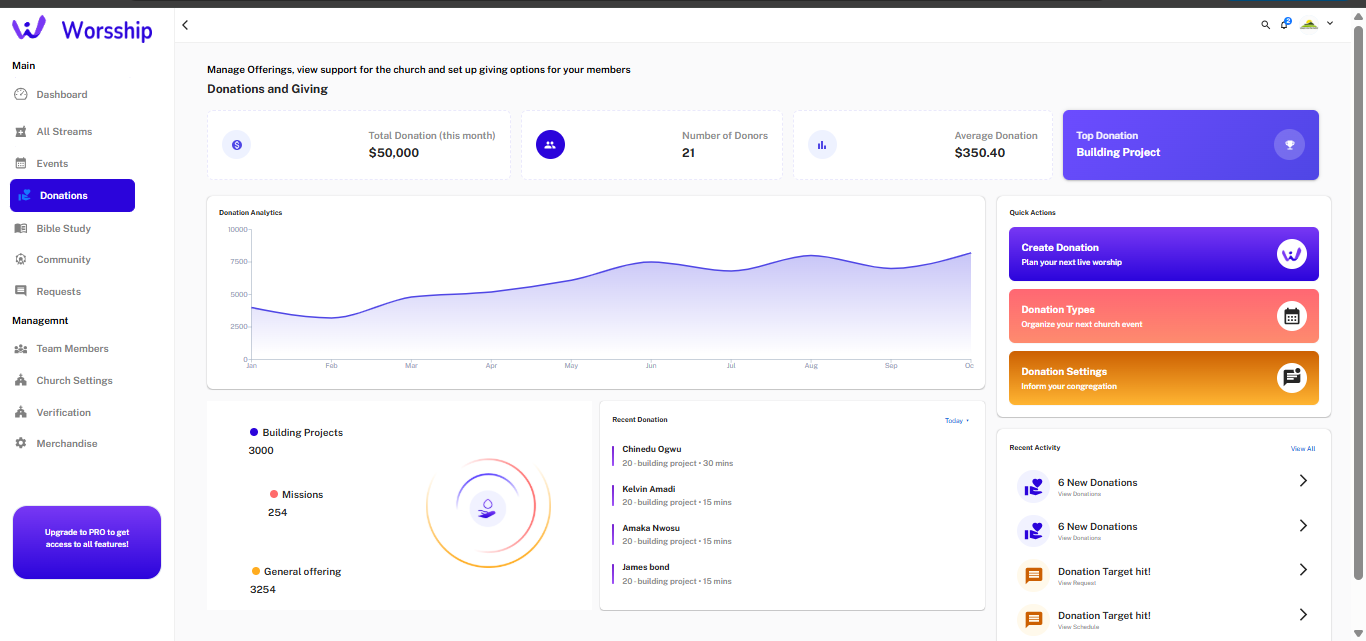 Worsship
Main
Dashboard
All Streams
Events
Donations
Bible Study
Community
Requests
Managemnt
Team Members
Church Settings
Verification
Merchandise
Upgrade to PRO to get
access to all features!
2
Manage Offerings, view support for the church and set up giving options for your members
Donations and Giving
Total Donation (this month)
$50,000
Number of Donors
21
Average Donation
$350.40
Top Donation
Building Project
Donation Analytics
10000
7500
5000
2500
0
Jan Feb Mar Apr May Jun Jul Aug Sep Oc
Quick Actions
Create Donation
Plan your next live worship
Donation Types
Organize your next church event
Donation Settings
Inform your congregation
Building Projects
3000
Missions
254
General offering
3254
Recent Donation
Today
Chinedu Ogwu
20 - building project • 30 mins
Kelvin Amadi
20 - building project • 15 mins
Amaka Nwosu
20 - building project • 15 mins
James bond
20 - building project • 15 mins
Recent Activity
View All
6 New Donations
View Donations
6 New Donations
View Donations
Donation Target hit!
View Request
Donation Target hit!
View Schedule